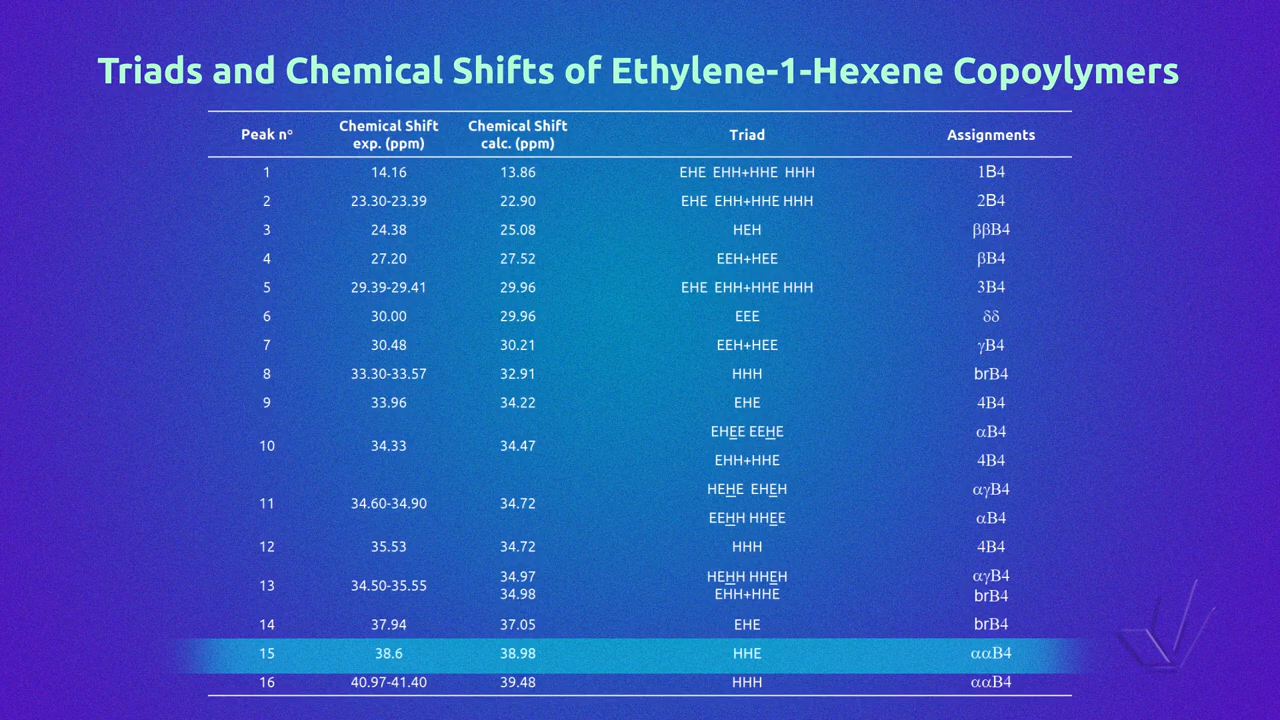 Triads and Chemical Shifts of Ethylene-1-Hexene Copoylymers
Peak n° Chemical Shift exp. (ppm) Chemical Shift calc. (ppm) Triad Assignments
1 14.16 13.86 EHE EHH+HHE HHH 1B4
2 23.30-23.39 22.90 EHE EHH+HHE HHH 2B4
3 24.38 25.08 HEH ββB4
4 27.20 27.52 EEH+HEE βB4
5 29.39-29.41 29.96 EHE EHH+HHE HHH 3B4
6 30.00 29.96 EEE δδ
7 30.48 30.21 EEH+HEE γB4
8 33.30-33.57 32.91 HHH brB4
9 33.96 34.22 EHE 4B4
10 34.33 34.47 EHEE EEHE αB4
EHH+HHE 4B4
11 34.60-34.90 34.72 HEHE EHEH αγB4
EEHH HHEE αB4
12 35.53 34.72 HHH 4B4
13 34.50-35.55 34.97 HEHH HHEH αγB4
34.98 EHH+HHE brB4
14 37.94 37.05 EHE brB4
15 38.6 38.98 HHE ααB4
16 40.97-41.40 39.48 HHH ααB4